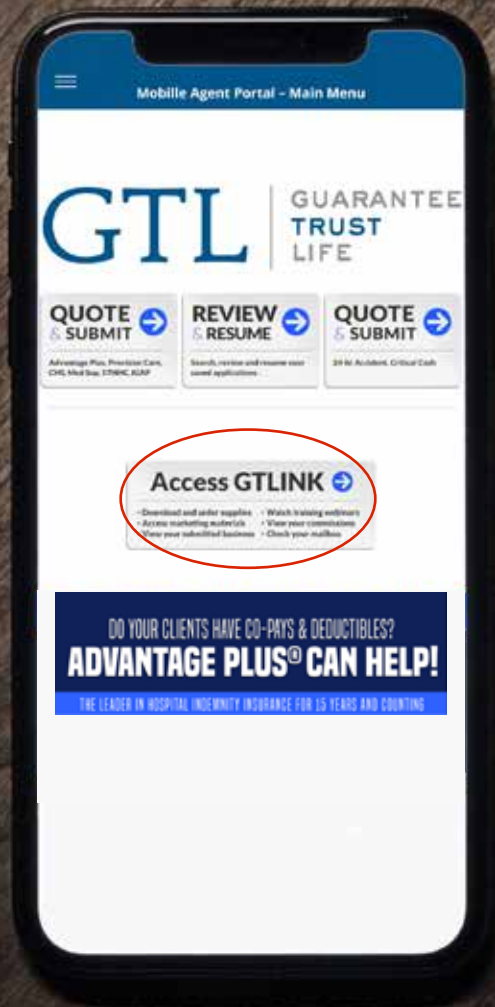 Mobille Agent Portal – Main Menu
GTL
GUARANTEE
TRUST
LIFE
QUOTE
& SUBMIT
Advantage Plus, Precision Care,
CHS, Med Sup, STHHC, 
REVIEW
& RESUME
Search, review and resume your
saved applications
QUOTE
& SUBMIT
24 Hr Accident, Critical Cash
Access GTLINK
• Download and order supplies
• Access marketing materials
• View your submitted business
• Watch training webinars
• View your commissions
• Check your mailbox
DO YOUR CLIENTS HAVE CO-PAYS & DEDUCTIBLES?
ADVANTAGE PLUS® CAN HELP!
THE LEADER IN HOSPITAL INDEMNITY INSURANCE FOR 15 YEARS AND COUNTING